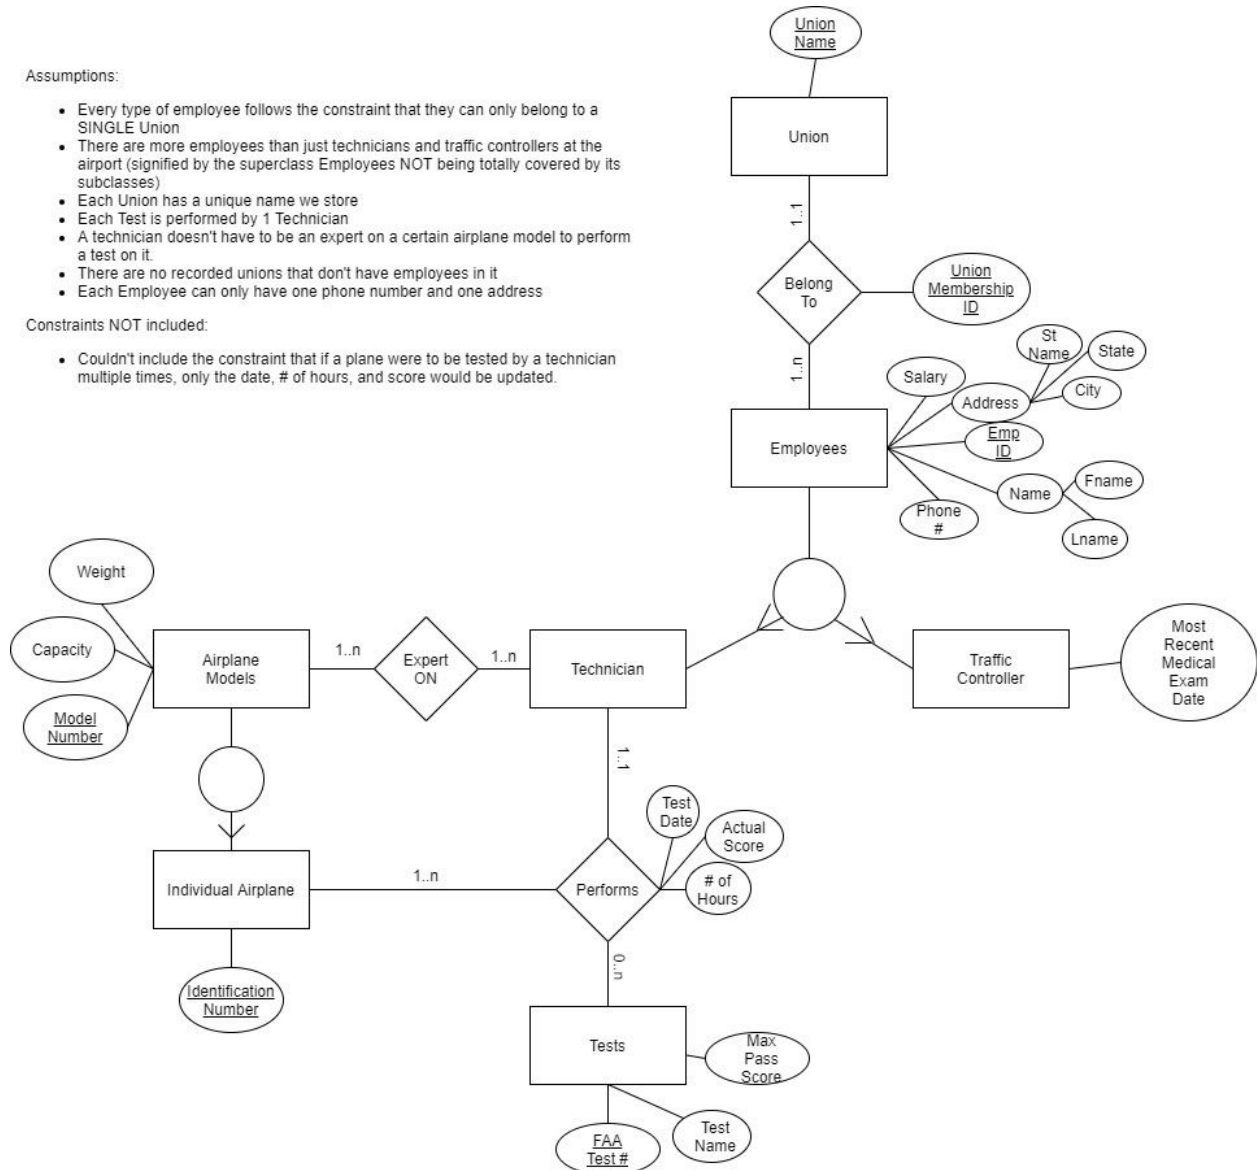 Union
Name
Assumptions:
• Every type of employee follows the constraint that they can only belong to a
SINGLE Union
• There are more employees than just technicians and traffic controllers at the
airport (signified by the superclass Employees NOT being totally covered by its
subclasses)
• Each Union has a unique name we store
• Each Test is performed by 1 Technician
• A technician doesn't have to be an expert on a certain airplane model to perform
a test on it.
• There are no recorded unions that don't have employees in it
• Each Employee can only have one phone number and one address
Constraints NOT included:
• Couldn't include the constraint that if a plane were to be tested by a technician
multiple times, only the date, # of hours, and score would be updated.
Union
1..1
Belong
To
Union
Membership
ID
1..n
Salary
Address
St
Name
State
City
Employees
Emp
ID
Name
Fname
Lname
Phone
#
Weight
Capacity
Model
Number
Airplane
Models
1..n
Expert
ON
1..n
Technician
Traffic
Controller
Most
Recent
Medical
Exam
Date
1..1
Test
Date
Actual
Score
# of
Hours
Individual Airplane
1..n
Performs
0..n
Identification
Number
Tests
Max
Pass
Score
FAA
Test #
Test
Name